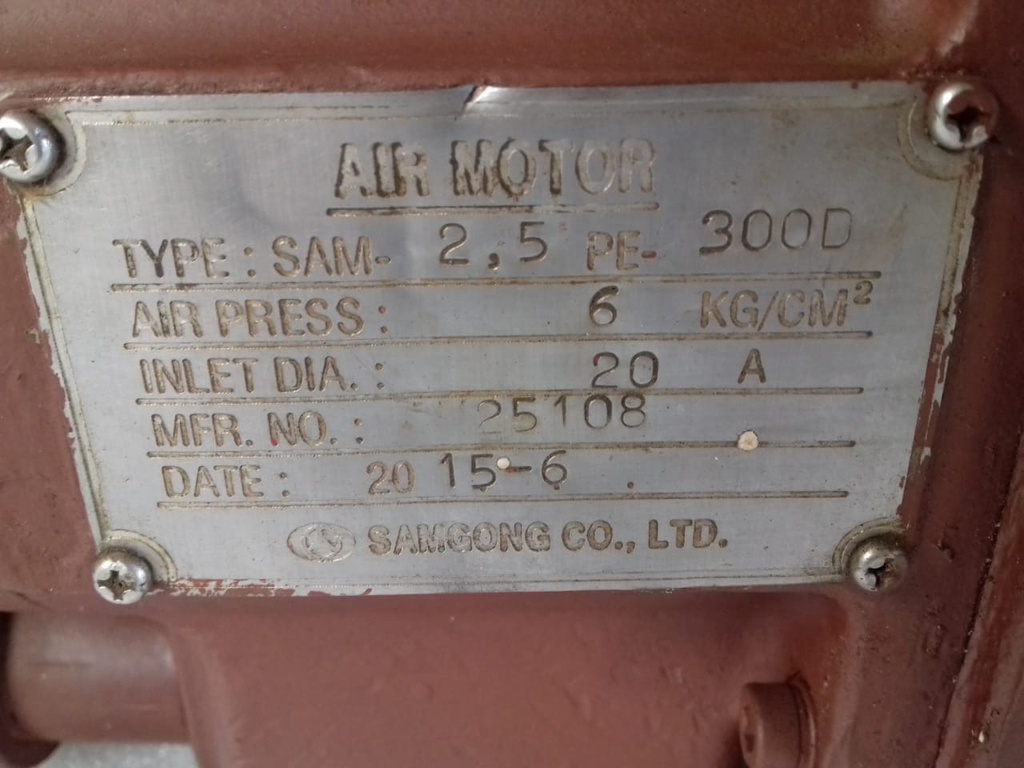 AIR MOTOR
TYPE : SAM- 2,5 PE- 300D
AIR PRESS : 6 KG/CM²
INLET DIA. : 20 A
MFR. NO. : 25108
DATE : 20 15-6
SAMGONG CO., LTD.